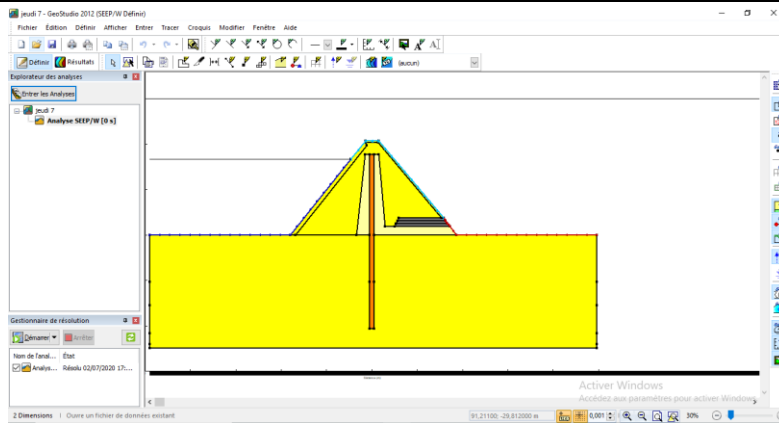 jeudi 7 - GeoStudio 2012 (SEEP/W Définir)
Fichier Édition Définir Afficher Entrer Tracer Croquis Modifier Fenêtre Aide
Définir Résultats (aucun)
Explorateur des analyses
Entrer les Analyses
jeudi 7
Analyse SEEP/W [0 s]
Gestionnaire de résolution
Démarrer Arrêter
Nom de l'anal... État
Analys... Résolu 02/07/2020 17:...
Activer Windows
Accédez aux paramètres pour activer Windows.
2 Dimensions Ouvre un fichier de données existant 91,21100; -29,812000 m 0,001 30%